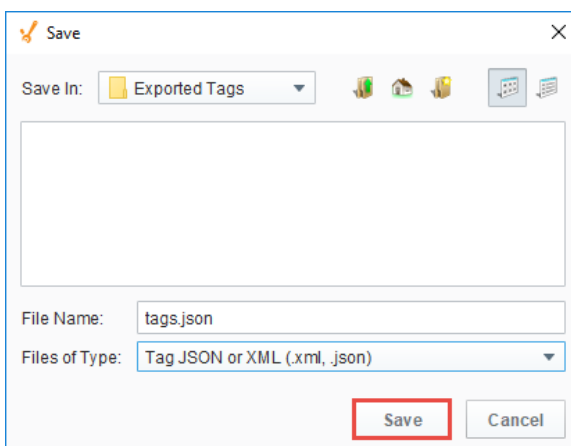 Save
Save In: Exported Tags
File Name: tags.json
Files of Type: Tag JSON or XML (.xml, .json)
Save Cancel